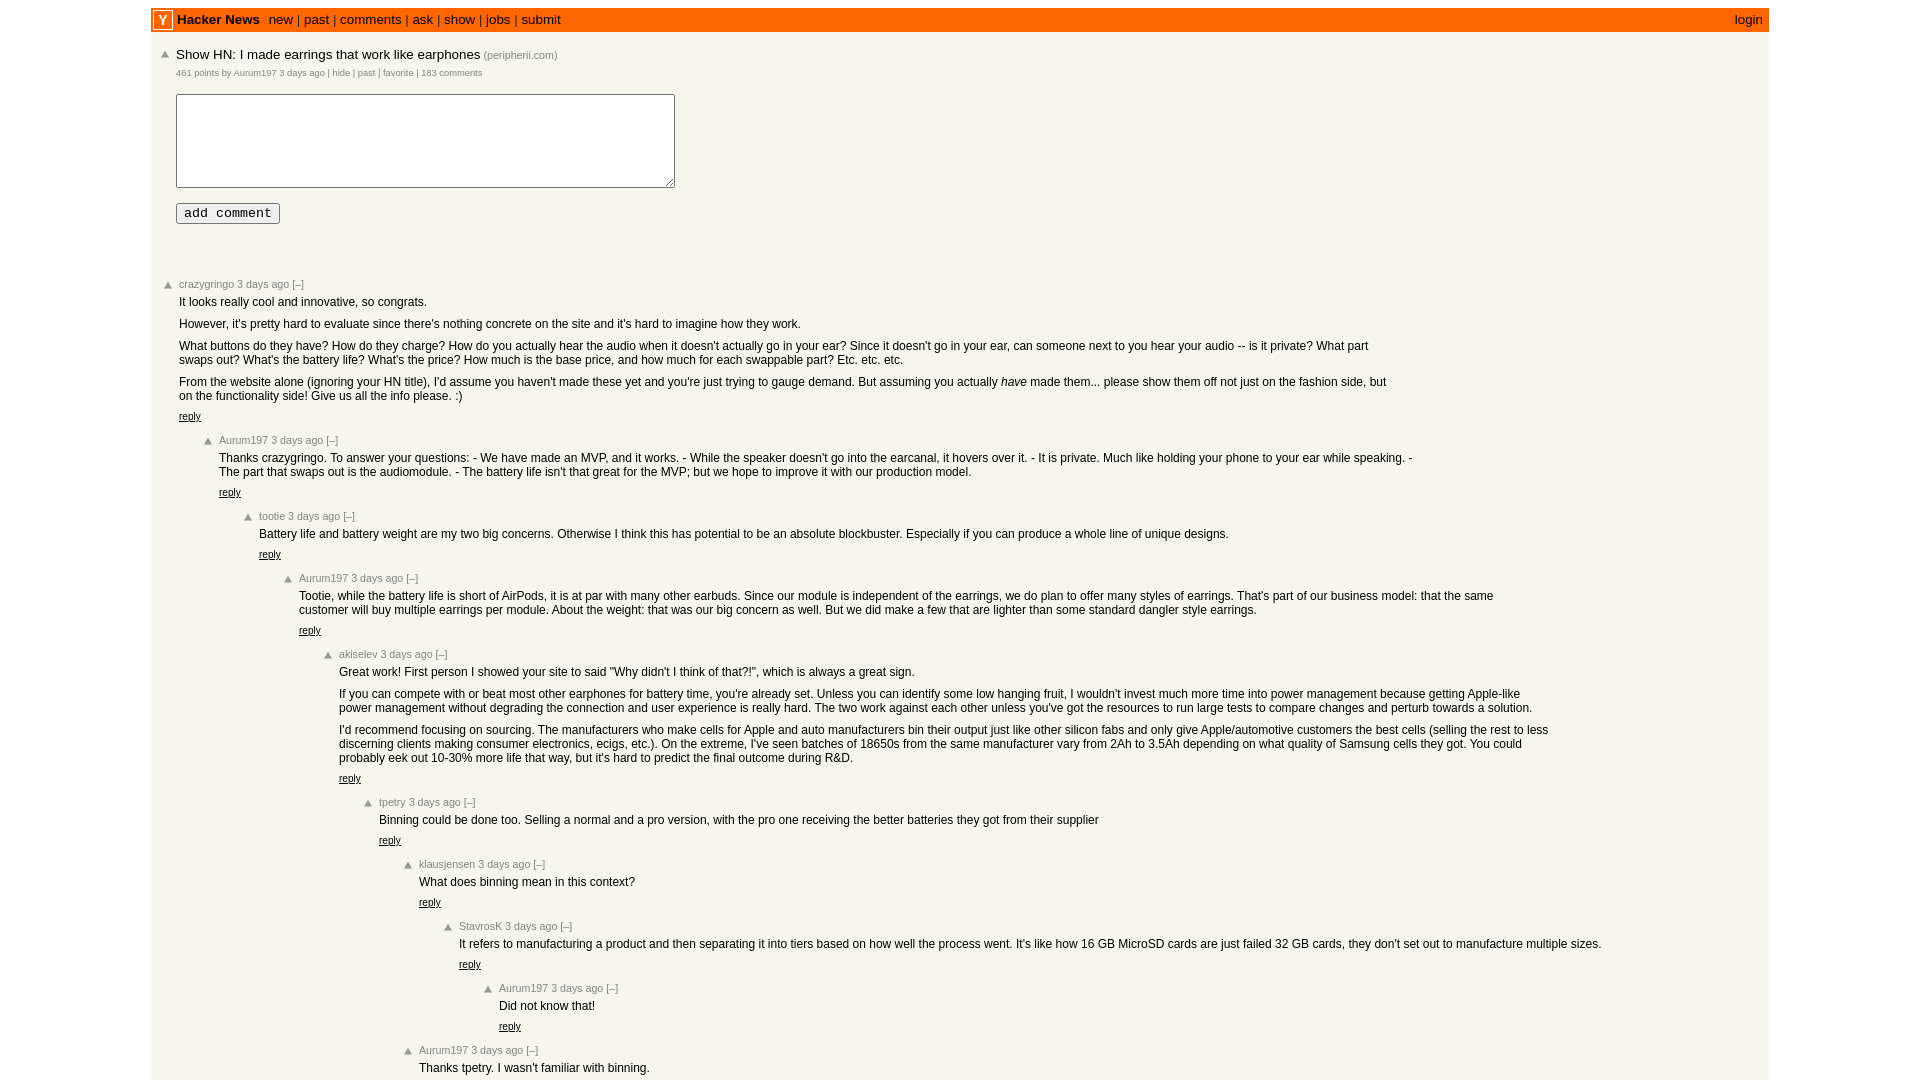 Y Hacker News new | past | comments | ask | show | jobs | submit login
Show HN: I made earrings that work like earphones (peripherii.com)
461 points by Aurum197 3 days ago | hide | past | favorite | 183 comments
add comment
crazygringo 3 days ago [–]
It looks really cool and innovative, so congrats.
However, it's pretty hard to evaluate since there's nothing concrete on the site and it's hard to imagine how they work.
What buttons do they have? How do they charge? How do you actually hear the audio when it doesn't actually go in your ear? Since it doesn't go in your ear, can someone next to you hear your audio -- is it private? What part
swaps out? What's the battery life? What's the price? How much is the base price, and how much for each swappable part? Etc. etc. etc.
From the website alone (ignoring your HN title), I'd assume you haven't made these yet and you're just trying to gauge demand. But assuming you actually have made them... please show them off not just on the fashion side, but
on the functionality side! Give us all the info please. :)
reply
Aurum197 3 days ago [–]
Thanks crazygringo. To answer your questions: - We have made an MVP, and it works. - While the speaker doesn't go into the earcanal, it hovers over it. - It is private. Much like holding your phone to your ear while speaking. -
The part that swaps out is the audiomodule. - The battery life isn't that great for the MVP; but we hope to improve it with our production model.
reply
tootie 3 days ago [–]
Battery life and battery weight are my two big concerns. Otherwise I think this has potential to be an absolute blockbuster. Especially if you can produce a whole line of unique designs.
reply
Aurum197 3 days ago [–]
Tootie, while the battery life is short of AirPods, it is at par with many other earbuds. Since our module is independent of the earrings, we do plan to offer many styles of earrings. That's part of our business model: that the same
customer will buy multiple earrings per module. About the weight: that was our big concern as well. But we did make a few that are lighter than some standard dangler style earrings.
reply
akiselev 3 days ago [–]
Great work! First person I showed your site to said "Why didn't I think of that?!", which is always a great sign.
If you can compete with or beat most other earphones for battery time, you're already set. Unless you can identify some low hanging fruit, I wouldn't invest much more time into power management because getting Apple-like
power management without degrading the connection and user experience is really hard. The two work against each other unless you've got the resources to run large tests to compare changes and perturb towards a solution.
I'd recommend focusing on sourcing. The manufacturers who make cells for Apple and auto manufacturers bin their output just like other silicon fabs and only give Apple/automotive customers the best cells (selling the rest to less
discerning clients making consumer electronics, ecigs, etc.). On the extreme, I've seen batches of 18650s from the same manufacturer vary from 2Ah to 3.5Ah depending on what quality of Samsung cells they got. You could
probably eek out 10-30% more life that way, but it's hard to predict the final outcome during R&D.
reply
tpetry 3 days ago [–]
Binning could be done too. Selling a normal and a pro version, with the pro one receiving the better batteries they got from their supplier
reply
klausjensen 3 days ago [–]
What does binning mean in this context?
reply
StavrosK 3 days ago [–]
It refers to manufacturing a product and then separating it into tiers based on how well the process went. It's like how 16 GB MicroSD cards are just failed 32 GB cards, they don't set out to manufacture multiple sizes.
reply
Aurum197 3 days ago [–]
Did not know that!
reply
Aurum197 3 days ago [–]
Thanks tpetry. I wasn't familiar with binning.